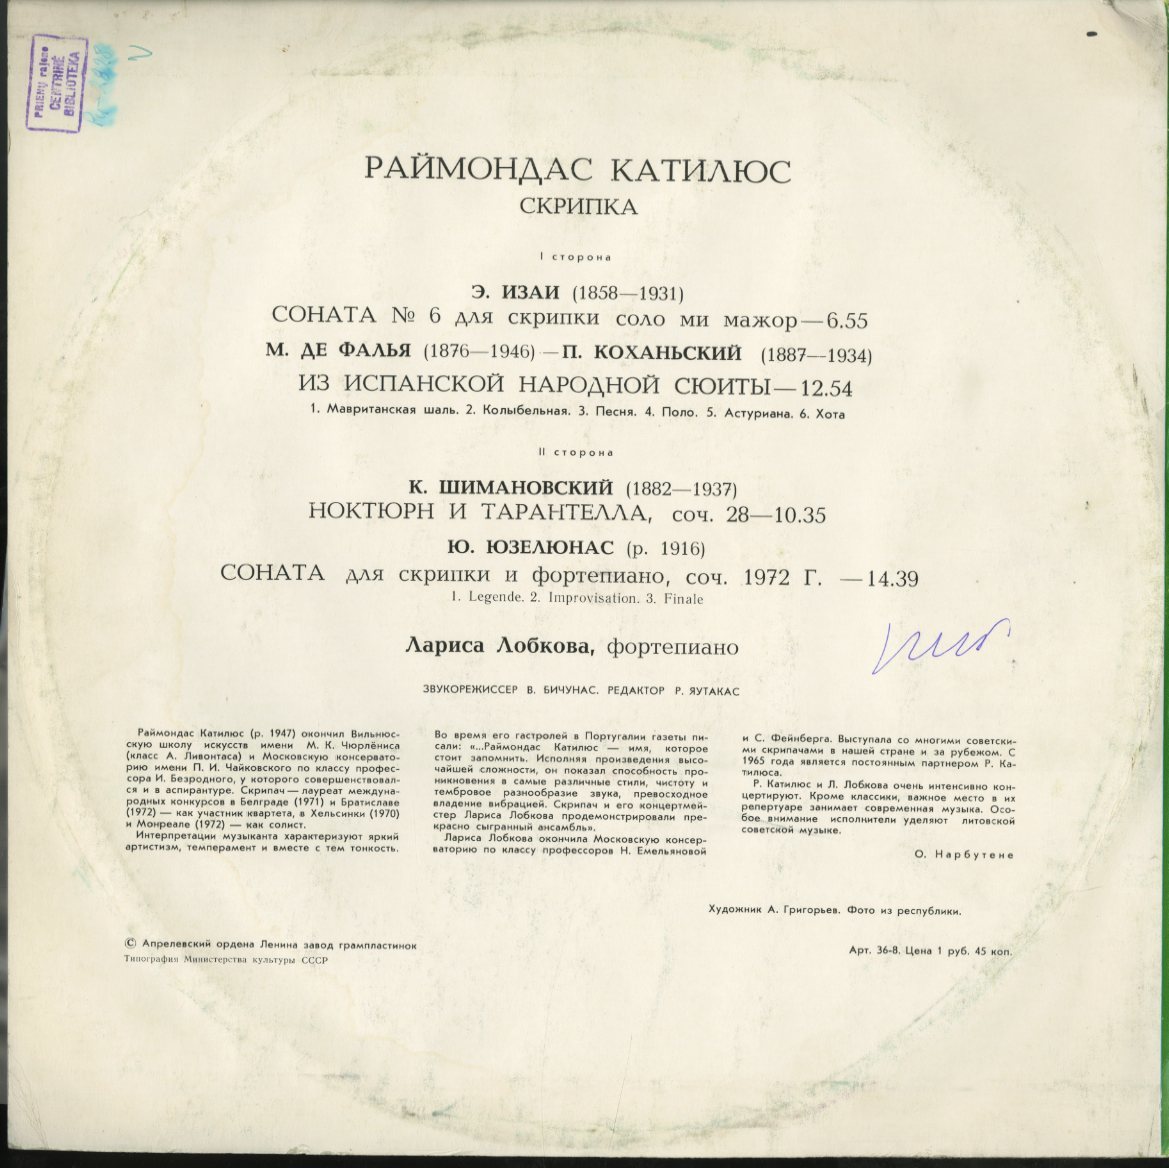 PRIENŲ rajono
CENTRINĖ
BIBLIOTEKA
РАЙМОНДАС КАТИЛЮС
СКРИПКА
I сторона
Э. ИЗАИ (1858—1931)
СОНАТА № 6 для скрипки соло ми мажор—6.55
М. ДЕ ФАЛЬЯ (1876—1946) — П. КОХАНЬСКИЙ (1887—1934)
ИЗ ИСПАНСКОЙ НАРОДНОЙ СЮИТЫ—12.54
1. Мавританская шаль. 2. Колыбельная. 3. Песня. 4. Поло. 5. Астуриана. 6. Хота
II сторона
К. ШИМАНОВСКИЙ (1882—1937)
НОКТЮРН И ТАРАНТЕЛЛА, соч. 28—10.35
Ю. ЮЗЕЛЮНАС (р. 1916)
СОНАТА для скрипки и фортепиано, соч. 1972 Г. —14.39
1. Legende. 2. Improvisation. 3. Finale
Лариса Лобкова, фортепиано
ЗВУКОРЕЖИССЕР В. БИЧУНАС. РЕДАКТОР Р. ЯУТАКАС
Раймондас Катилюс (р. 1947) окончил Вильнюс-
скую школу искусств имени М. К. Чюрлёниса
(класс А. Ливонтаса) и Московскую консервато-
рию имени П. И. Чайковского по классу профес-
сора И. Безродного, у которого совершенствовал-
ся и в аспирантуре. Скрипач — лауреат междуна-
родных конкурсов в Белграде (1971) и Братиславе
(1972) — как участник квартета, в Хельсинки (1970)
и Монреале (1972) — как солист.
Интерпретации музыканта характеризуют яркий
артистизм, темперамент и вместе с тем тонкость.
Во время его гастролей в Португалии газеты пи-
сали: «...Раймондас Катилюс — имя, которое
стоит запомнить. Исполняя произведения высо-
чайшей сложности, он показал способность про-
никновения в самые различные стили, чистоту и
тембровое разнообразие звука, превосходное
владение вибрацией. Скрипач и его концертмей-
стер Лариса Лобкова продемонстрировали пре-
красно сыгранный ансамбль».
Лариса Лобкова окончила Московскую консер-
ваторию по классу профессоров Н. Емельяновой
и С. Фейнберга. Выступала со многими советски-
ми скрипачами в нашей стране и за рубежом. С
1965 года является постоянным партнером Р. Ка-
тилюса.
Р. Катилюс и Л. Лобкова очень интенсивно кон-
цертируют. Кроме классики, важное место в их
репертуаре занимает современная музыка. Осо-
бое внимание исполнители уделяют литовской
советской музыке.
О. Нарбутене
Художник А. Григорьев. Фото из республики.
© Апрелевский ордена Ленина завод грампластинок
Типография Министерства культуры СССР
Арт. 36-8. Цена 1 руб. 45 коп.